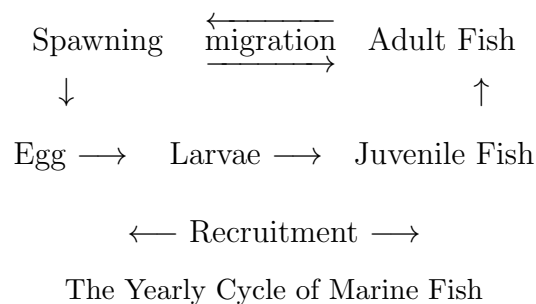 Spawning migration Adult Fish
Egg Larvae Juvenile Fish
Recruitment
The Yearly Cycle of Marine Fish